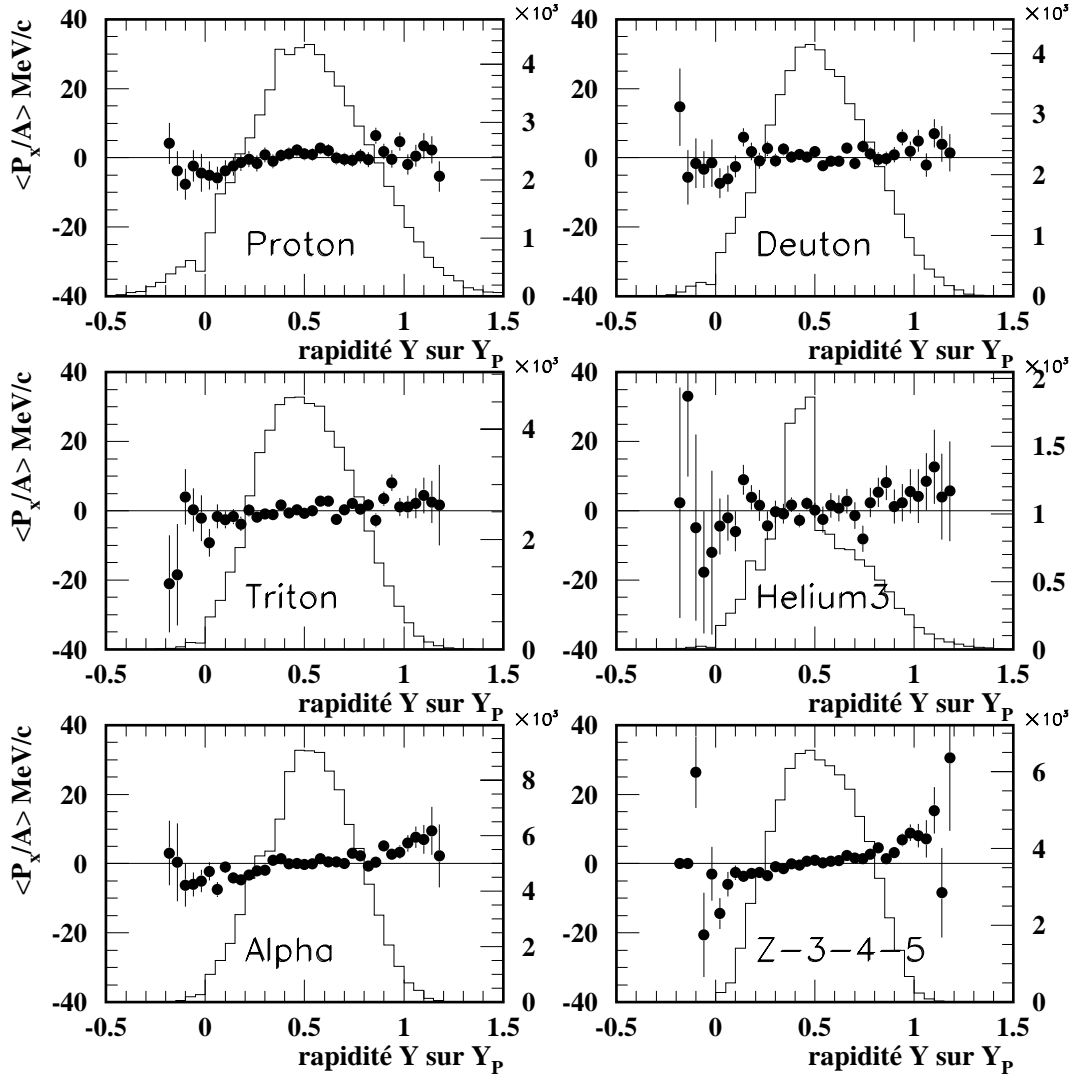 ×10³ ×10³
<Pₓ/A> MeV/c
40 4 40 4
20 3 20 3
0 2 0 2
-20 Proton 1 -20 Deuton 1
-40 0 -40 0
-0.5 0 0.5 1 1.5 -0.5 0 0.5 1 1.5
rapidité Y sur Y_P rapidité Y sur Y_P
×10³ ×10³
<Pₓ/A> MeV/c
40 4 40 2
20 2 20 1.5
0 0 0 1
-20 Triton -20 Helium3 0.5
-40 -40 0
-0.5 0 0.5 1 1.5 -0.5 0 0.5 1 1.5
rapidité Y sur Y_P rapidité Y sur Y_P
×10³ ×10³
<Pₓ/A> MeV/c
40 8 40 6
20 6 20 4
0 4 0 2
-20 Alpha 2 -20 Z-3-4-5 0
-40 0 -40
-0.5 0 0.5 1 1.5 -0.5 0 0.5 1 1.5
rapidité Y sur Y_P rapidité Y sur Y_P